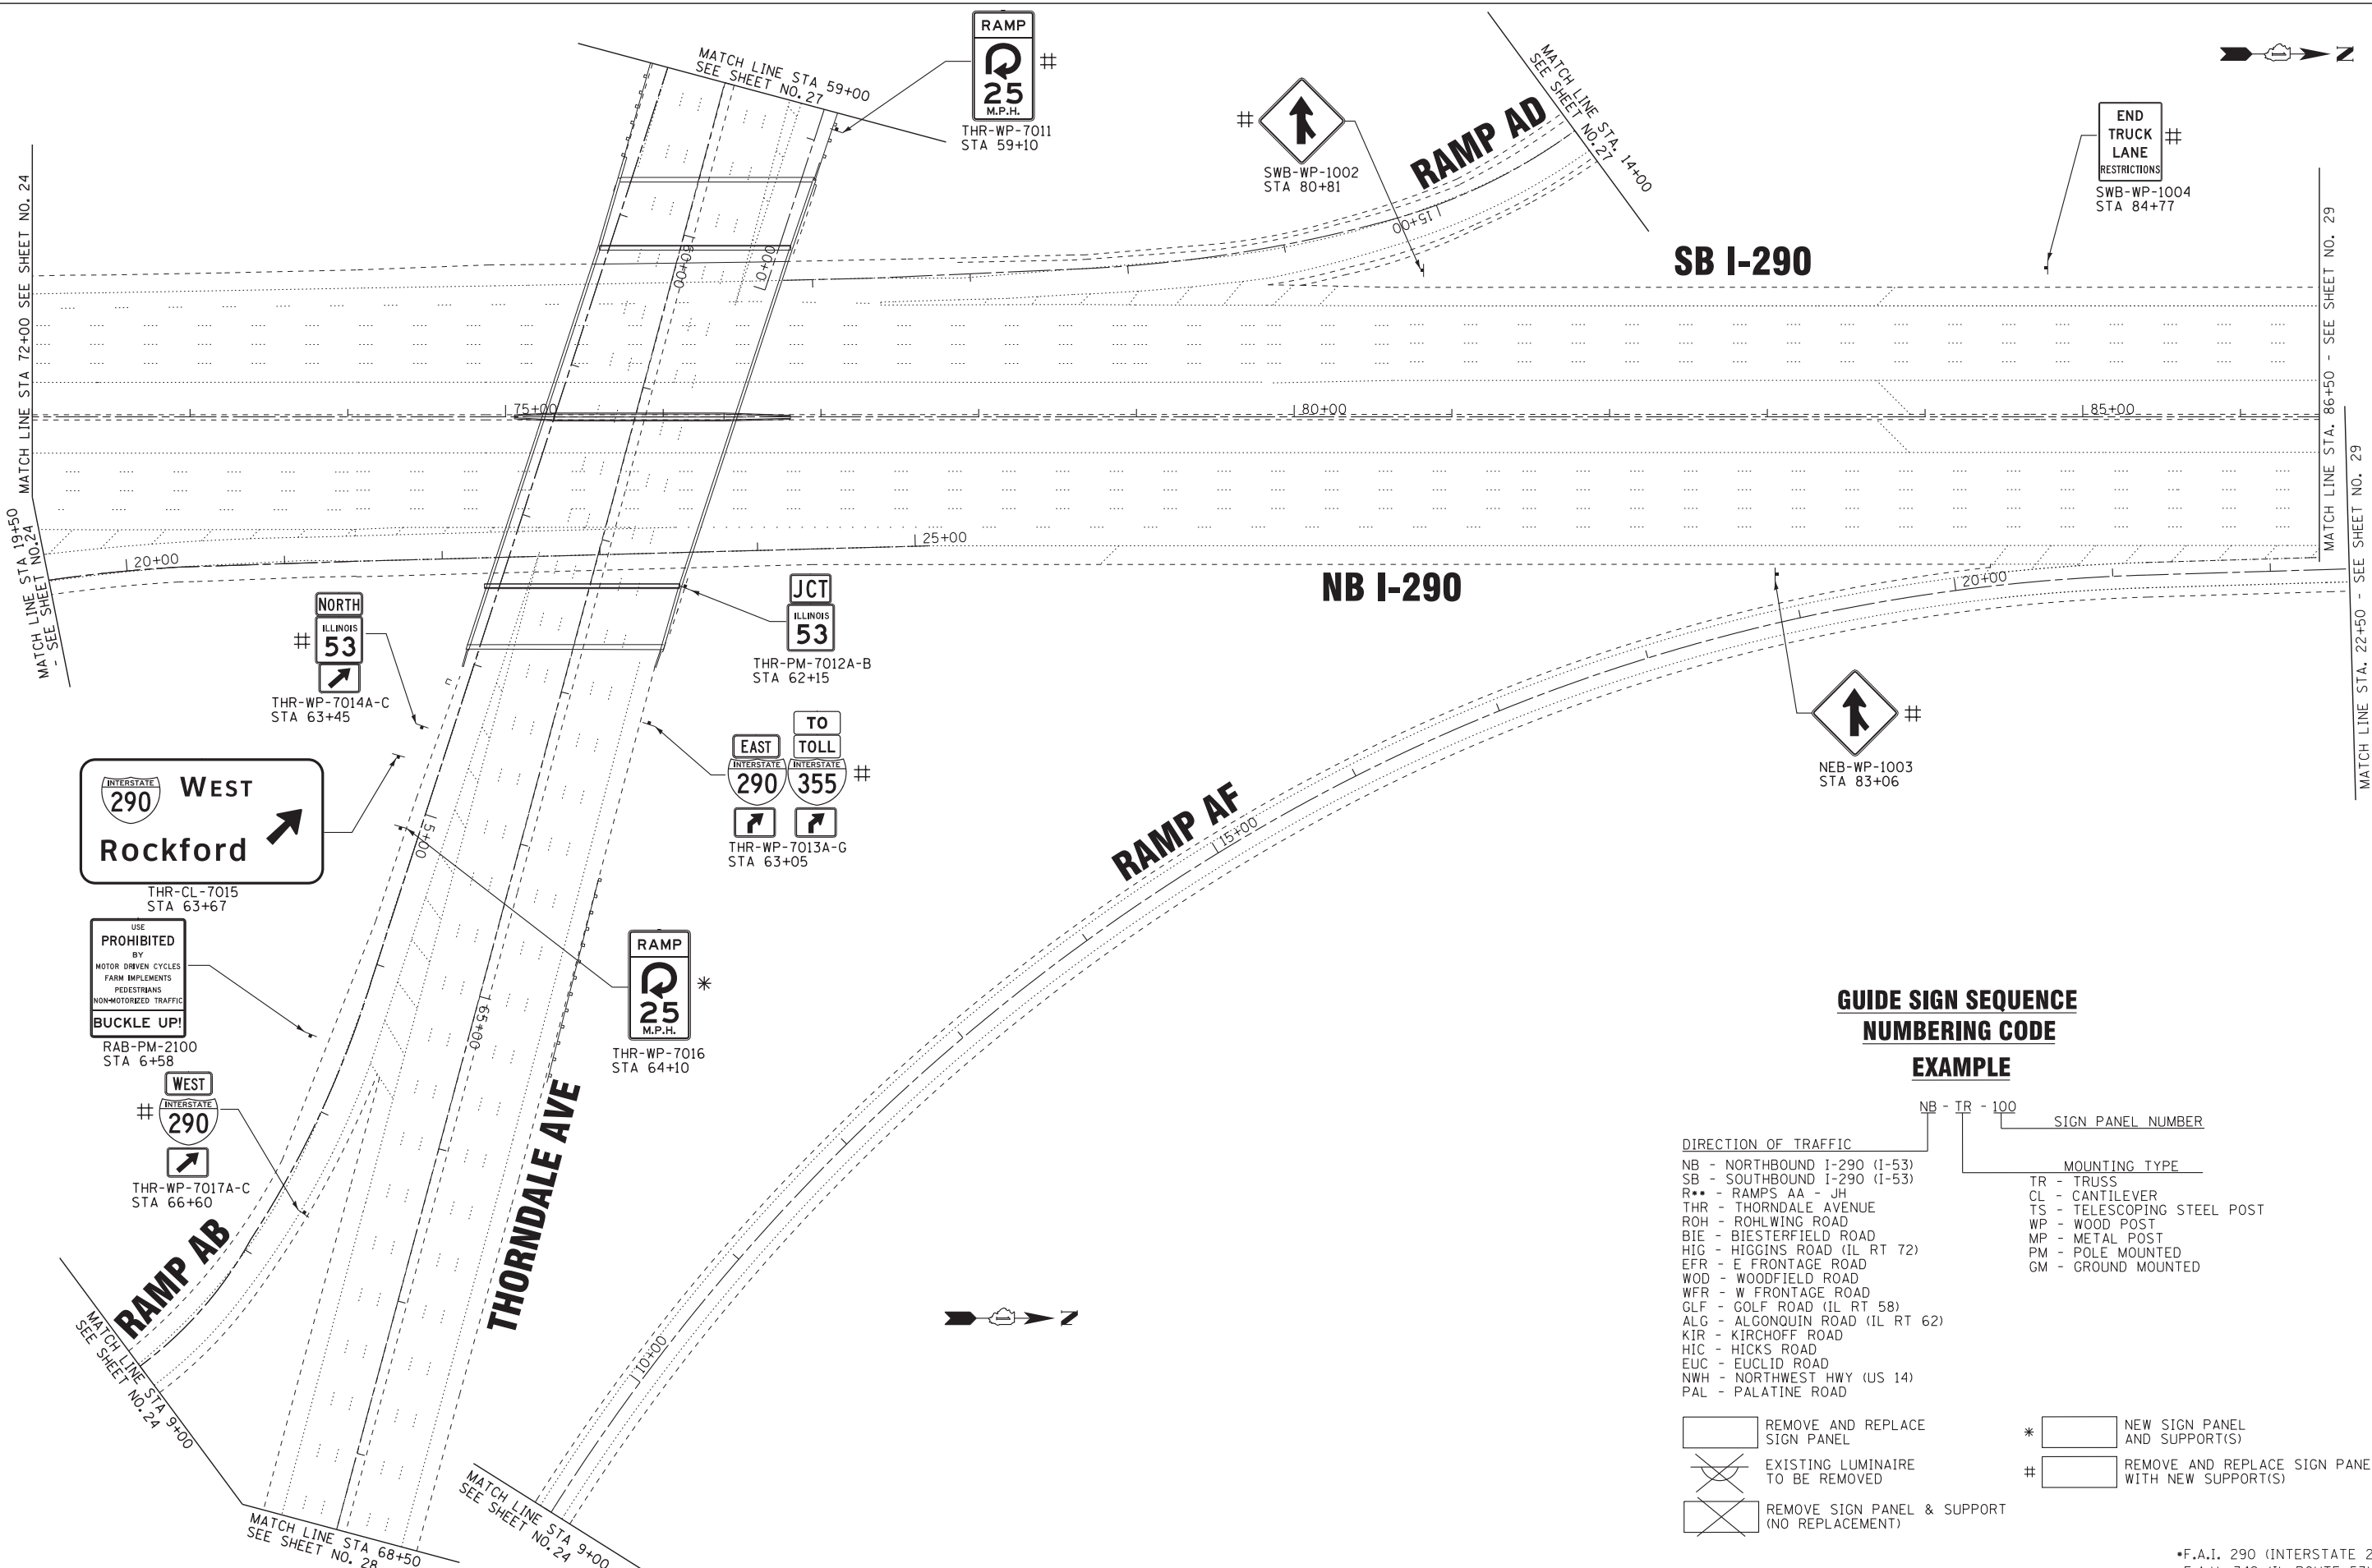 MATCH LINE STA 59+00
SEE SHEET NO. 27
RAMP
25
M.P.H.
#
THR-WP-7011
STA 59+10
#
SWB-WP-1002
STA 80+81
RAMP AD
MATCH LINE STA. 14+00
SEE SHEET NO. 27
N
END
TRUCK
LANE
RESTRICTIONS
#
SWB-WP-1004
STA 84+77
MATCH LINE STA 72+00 SEE SHEET NO. 24
MATCH LINE STA 19+50
- SEE SHEET NO. 24
SB I-290
15+00
60+00
0+00
75+00
80+00
85+00
MATCH LINE STA. 86+50 - SEE SHEET NO. 29
MATCH LINE STA. 22+50 - SEE SHEET NO. 29
20+00
25+00
20+00
NB I-290
NORTH
ILLINOIS
53
#
THR-WP-7014A-C
STA 63+45
JCT
ILLINOIS
53
THR-PM-7012A-B
STA 62+15
INTERSTATE
290 WEST
Rockford
THR-CL-7015
STA 63+67
EAST
INTERSTATE
290
TO
TOLL
INTERSTATE
355
#
THR-WP-7013A-G
STA 63+05
#
NEB-WP-1003
STA 83+06
5+00
RAMP AF
15+00
USE
PROHIBITED
BY
MOTOR DRIVEN CYCLES
FARM IMPLEMENTS
PEDESTRIANS
NON-MOTORIZED TRAFFIC
BUCKLE UP!
RAB-PM-2100
STA 6+58
RAMP
25
M.P.H.
*
THR-WP-7016
STA 64+10
65+00
WEST
INTERSTATE
290
#
THR-WP-7017A-C
STA 66+60
RAMP AB
THORNDALE AVE
10+00
N
MATCH LINE STA 9+00
SEE SHEET NO. 24
MATCH LINE STA 68+50
SEE SHEET NO. 28
MATCH LINE STA 9+00
SEE SHEET NO. 24
GUIDE SIGN SEQUENCE
NUMBERING CODE
EXAMPLE
NB - TR - 100
SIGN PANEL NUMBER
DIRECTION OF TRAFFIC
NB - NORTHBOUND I-290 (I-53)
SB - SOUTHBOUND I-290 (I-53)
R** - RAMPS AA - JH
THR - THORNDALE AVENUE
ROH - ROHLWING ROAD
BIE - BIESTERFIELD ROAD
HIG - HIGGINS ROAD (IL RT 72)
EFR - E FRONTAGE ROAD
WOD - WOODFIELD ROAD
WFR - W FRONTAGE ROAD
GLF - GOLF ROAD (IL RT 58)
ALG - ALGONQUIN ROAD (IL RT 62)
KIR - KIRCHOFF ROAD
HIC - HICKS ROAD
EUC - EUCLID ROAD
NWH - NORTHWEST HWY (US 14)
PAL - PALATINE ROAD
MOUNTING TYPE
TR - TRUSS
CL - CANTILEVER
TS - TELESCOPING STEEL POST
WP - WOOD POST
MP - METAL POST
PM - POLE MOUNTED
GM - GROUND MOUNTED
REMOVE AND REPLACE
SIGN PANEL
EXISTING LUMINAIRE
TO BE REMOVED
REMOVE SIGN PANEL & SUPPORT
(NO REPLACEMENT)
*
NEW SIGN PANEL
AND SUPPORT(S)
#
REMOVE AND REPLACE SIGN PANE
WITH NEW SUPPORT(S)
*F.A.I. 290 (INTERSTATE 2